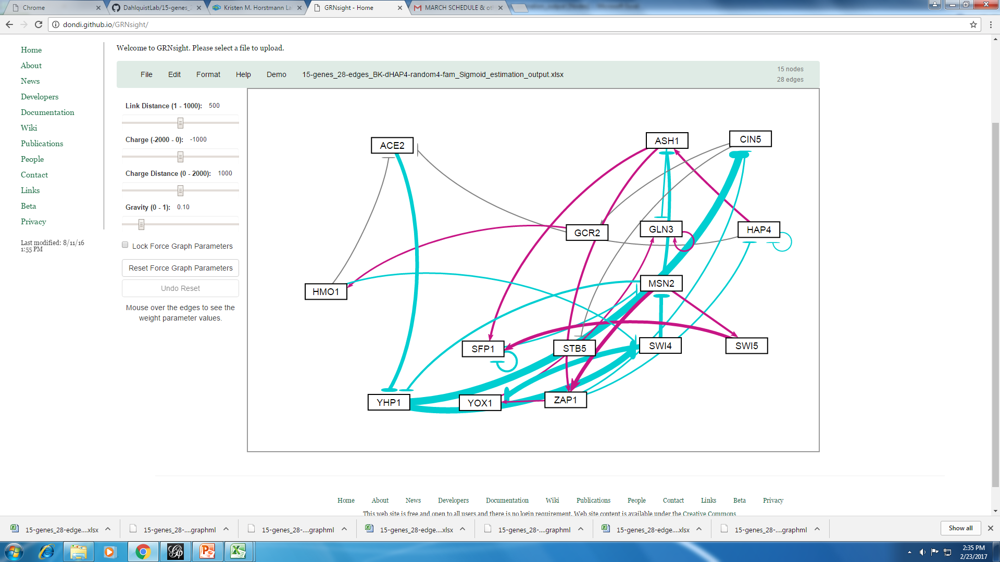 Chrome
DahlquistLab/15-genes_2
Kristen M. Horstmann La
GRNsight - Home
MARCH SCHEDULE & ot
dondi.github.io/GRNsight/
Home
About
News
Developers
Documentation
Wiki
Publications
People
Contact
Links
Beta
Privacy
Last modified: 8/11/16
1:55 PM
Welcome to GRNsight. Please select a file to upload.
File Edit Format Help Demo 15-genes_28-edges_BK-dHAP4-random4-fam_Sigmoid_estimation_output.xlsx
15 nodes
28 edges
Link Distance (1 - 1000): 500
Charge (-2000 - 0): -1000
Charge Distance (0 - 2000): 1000
Gravity (0 - 1): 0.10
Lock Force Graph Parameters
Reset Force Graph Parameters
Undo Reset
Mouse over the edges to see the
weight parameter values.
ACE2
ASH1
CIN5
GCR2
GLN3
HAP4
HMO1
MSN2
SFP1
STB5
SWI4
SWI5
YHP1
YOX1
ZAP1
Home About News Developers Documentation Wiki Publications People Contact Links Beta Privacy
This web site is free and open to all users and there is no login requirement. Web site content is available under the Creative Commons
15-genes_28-edge....xlsx
15-genes_28-....graphml
15-genes_28-....graphml
15-genes_28-edge....xlsx
15-genes_28-....graphml
15-genes_28-edge....xlsx
15-genes_28-....graphml
Show all
2:35 PM
2/23/2017